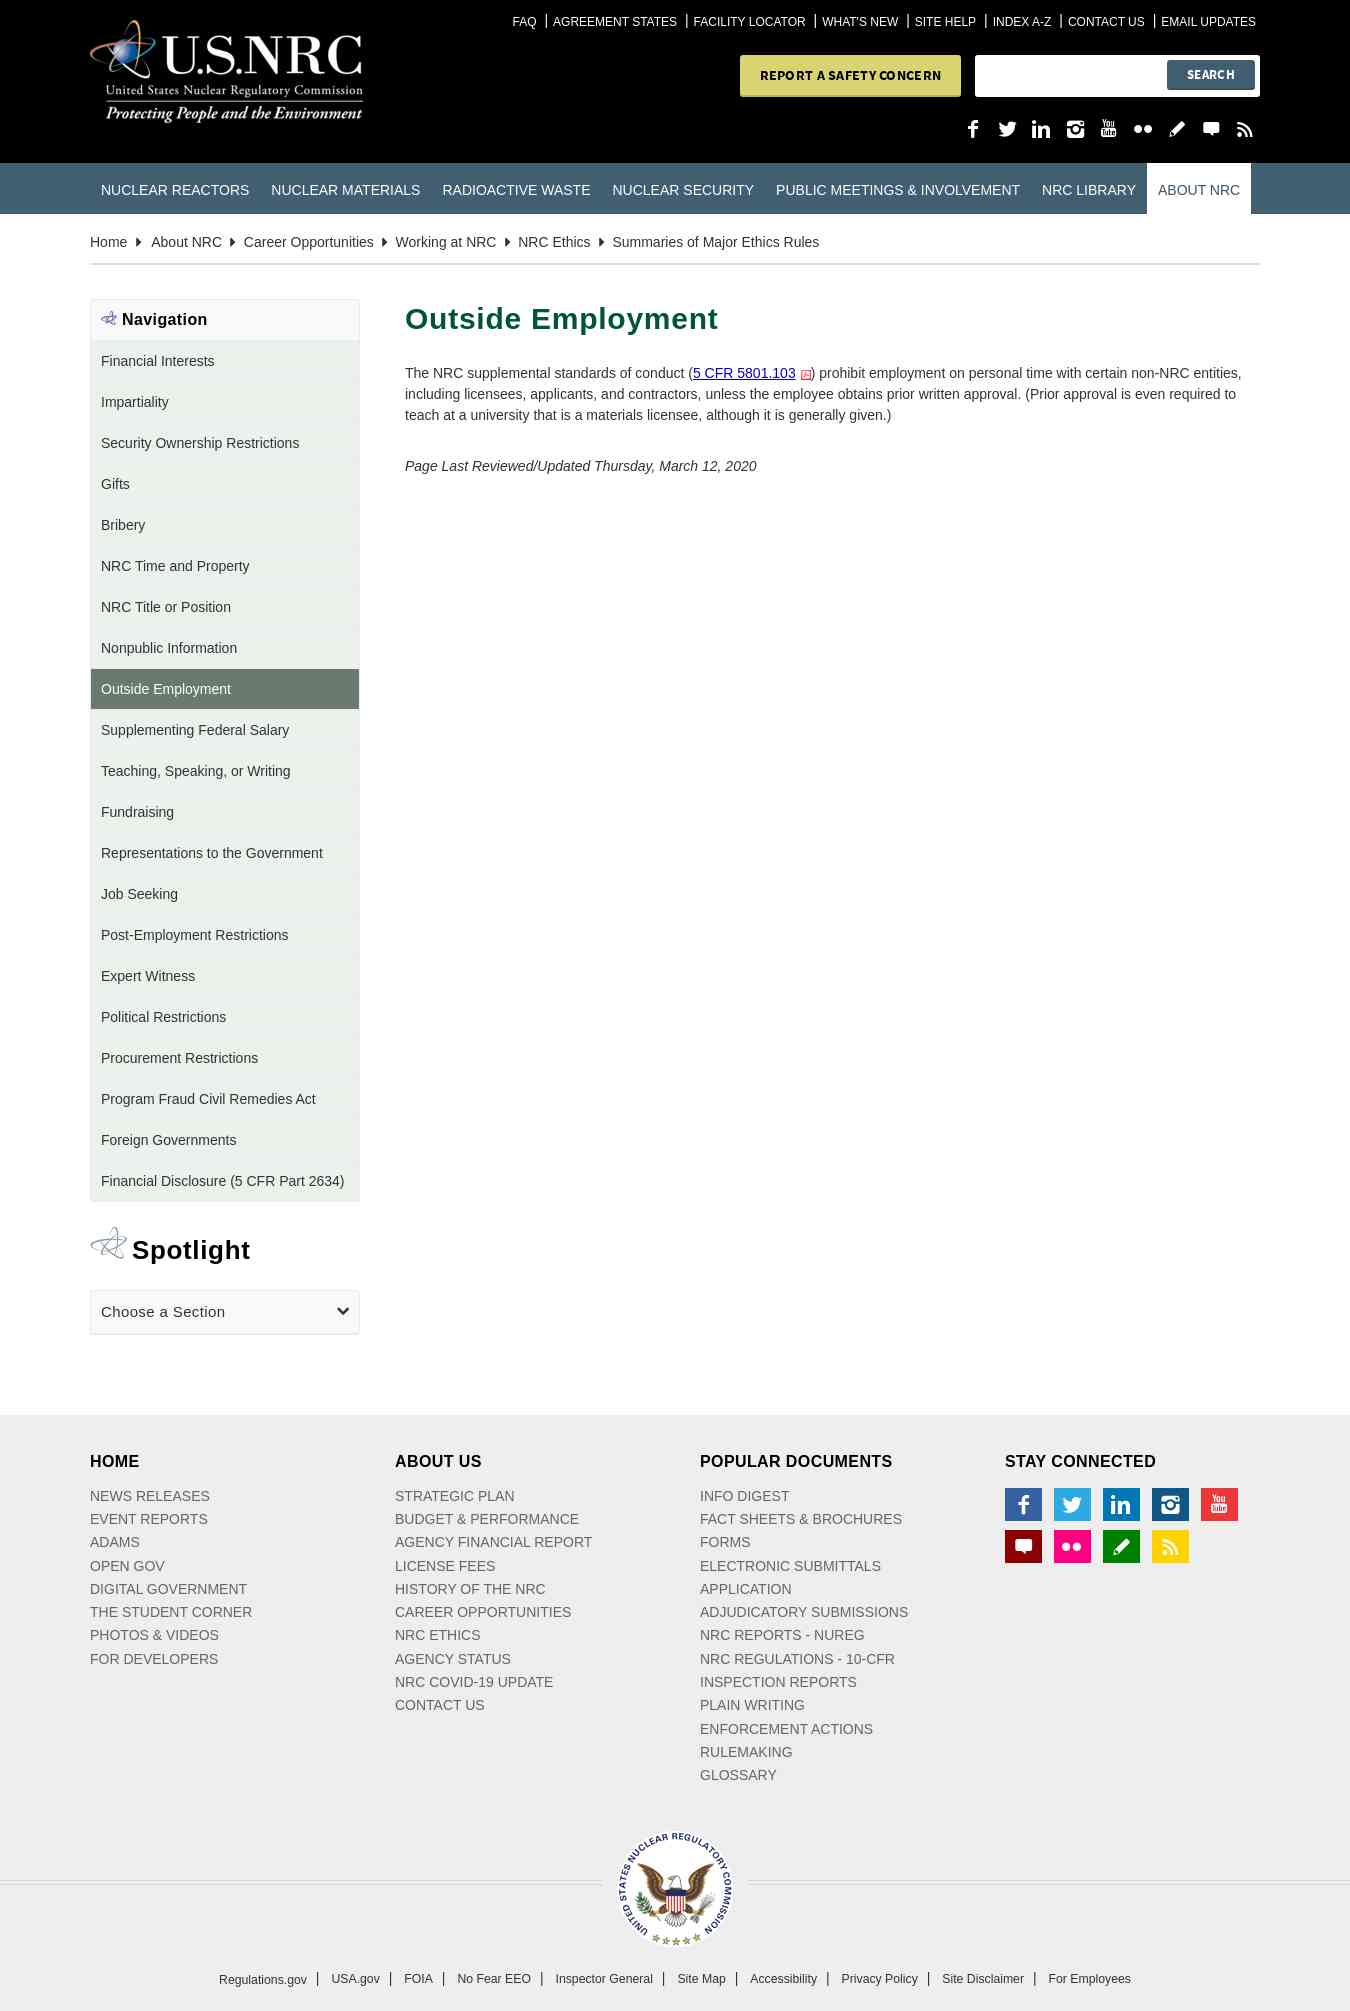 FAQ | AGREEMENT STATES | FACILITY LOCATOR | WHAT'S NEW | SITE HELP | INDEX A-Z | CONTACT US | EMAIL UPDATES
U.S.NRC
United States Nuclear Regulatory Commission
Protecting People and the Environment
REPORT A SAFETY CONCERN
SEARCH
You Tube
NUCLEAR REACTORS NUCLEAR MATERIALS RADIOACTIVE WASTE NUCLEAR SECURITY PUBLIC MEETINGS & INVOLVEMENT NRC LIBRARY ABOUT NRC
Home About NRC Career Opportunities Working at NRC NRC Ethics Summaries of Major Ethics Rules
Navigation
Financial Interests
Impartiality
Security Ownership Restrictions
Gifts
Bribery
NRC Time and Property
NRC Title or Position
Nonpublic Information
Outside Employment
Supplementing Federal Salary
Teaching, Speaking, or Writing
Fundraising
Representations to the Government
Job Seeking
Post-Employment Restrictions
Expert Witness
Political Restrictions
Procurement Restrictions
Program Fraud Civil Remedies Act
Foreign Governments
Financial Disclosure (5 CFR Part 2634)
Spotlight
Choose a Section
Outside Employment
The NRC supplemental standards of conduct (5 CFR 5801.103 ) prohibit employment on personal time with certain non-NRC entities,
including licensees, applicants, and contractors, unless the employee obtains prior written approval. (Prior approval is even required to
teach at a university that is a materials licensee, although it is generally given.)
Page Last Reviewed/Updated Thursday, March 12, 2020
HOME
NEWS RELEASES
EVENT REPORTS
ADAMS
OPEN GOV
DIGITAL GOVERNMENT
THE STUDENT CORNER
PHOTOS & VIDEOS
FOR DEVELOPERS
ABOUT US
STRATEGIC PLAN
BUDGET & PERFORMANCE
AGENCY FINANCIAL REPORT
LICENSE FEES
HISTORY OF THE NRC
CAREER OPPORTUNITIES
NRC ETHICS
AGENCY STATUS
NRC COVID-19 UPDATE
CONTACT US
POPULAR DOCUMENTS
INFO DIGEST
FACT SHEETS & BROCHURES
FORMS
ELECTRONIC SUBMITTALS
APPLICATION
ADJUDICATORY SUBMISSIONS
NRC REPORTS - NUREG
NRC REGULATIONS - 10-CFR
INSPECTION REPORTS
PLAIN WRITING
ENFORCEMENT ACTIONS
RULEMAKING
GLOSSARY
STAY CONNECTED
You Tube
UNITED STATES NUCLEAR REGULATORY COMMISSION
Regulations.gov | USA.gov | FOIA | No Fear EEO | Inspector General | Site Map | Accessibility | Privacy Policy | Site Disclaimer | For Employees